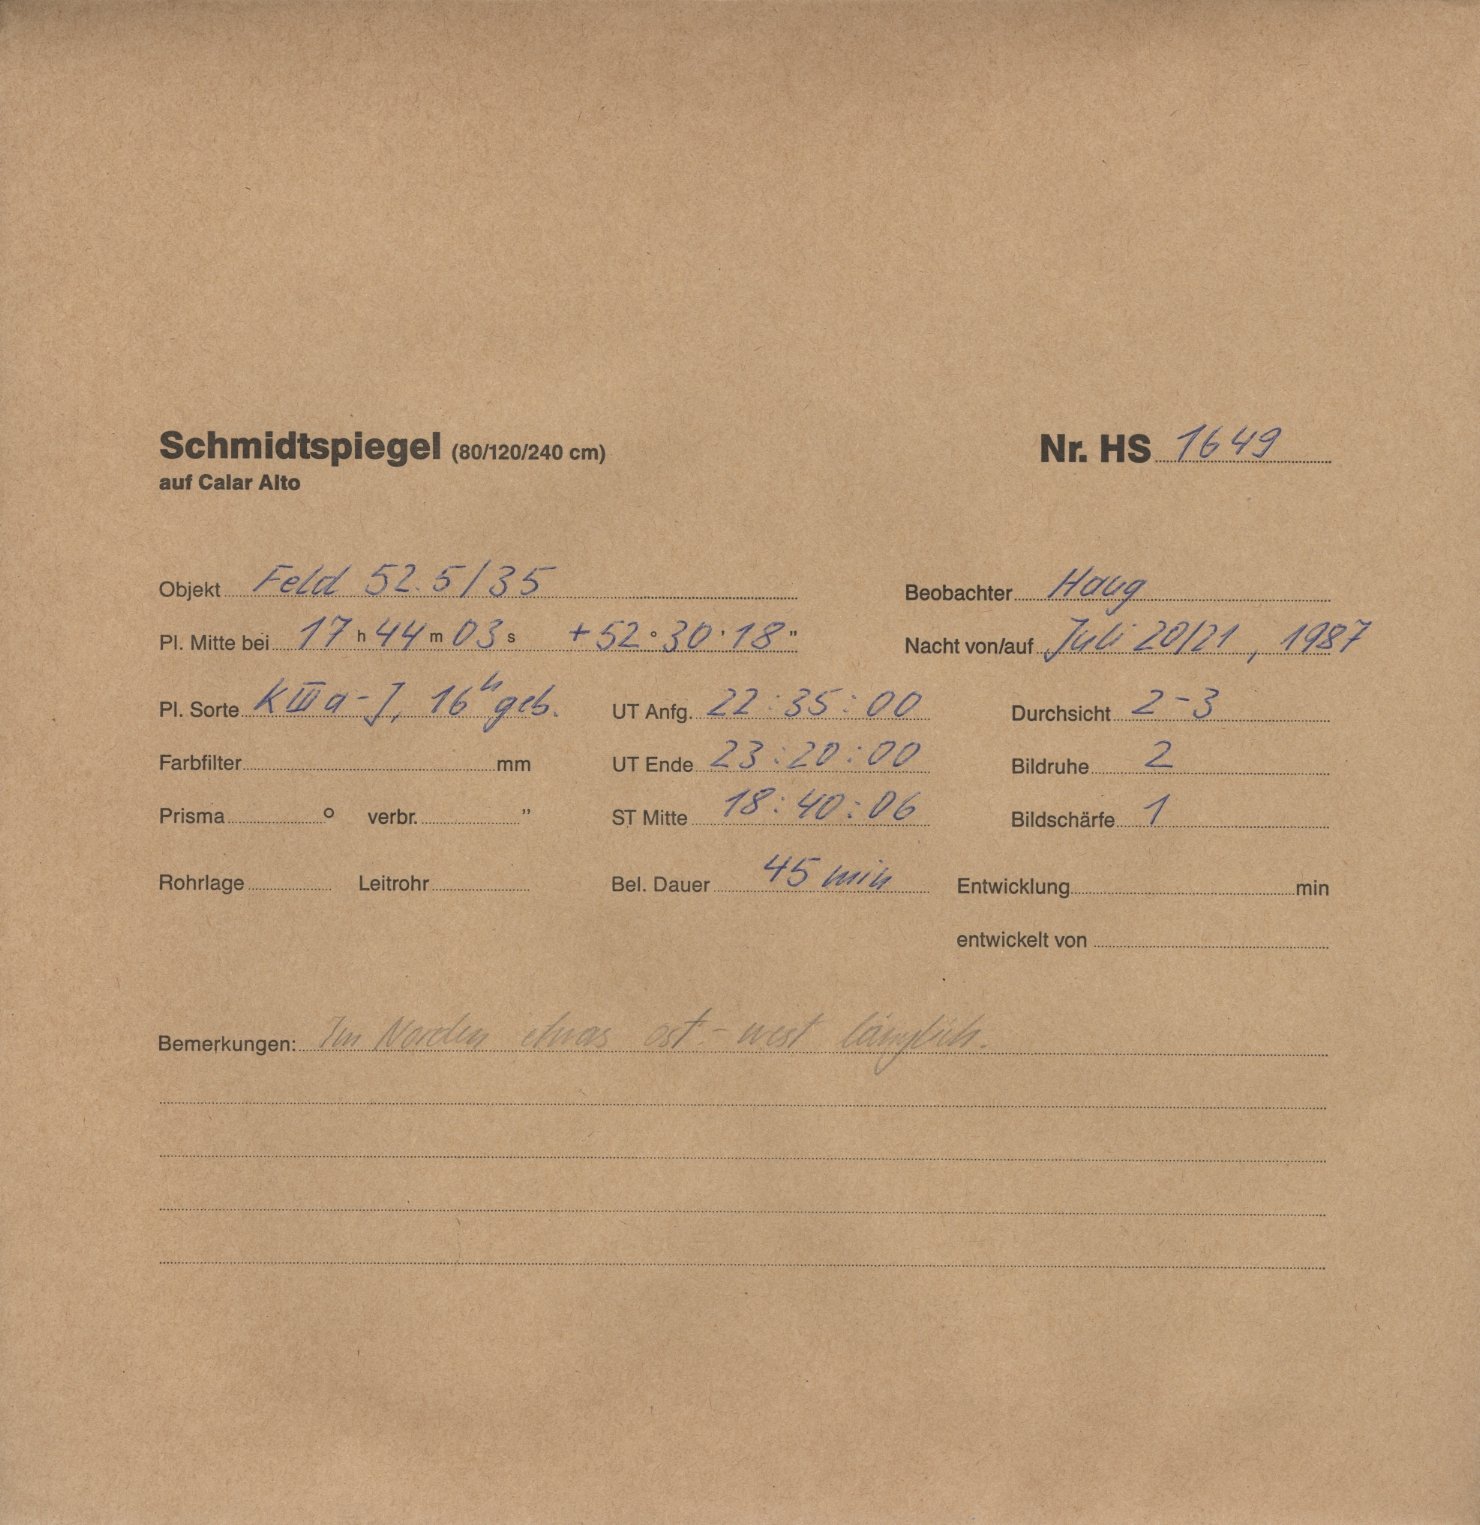 Schmidtspiegel (80/120/240 cm) Nr. HS 1649
auf Calar Alto
Objekt Feld 52.5/35 Beobachter Haug
Pl. Mitte bei 17 h 44 m 03 s +52 ° 30 ' 18 " Nacht von/auf Juli 20/21, 1987
Pl. Sorte KIIIa-J, 16h geb. UT Anfg. 22:35:00 Durchsicht 2-3
Farbfilter mm UT Ende 23:20:00 Bildruhe 2
Prisma ° verbr. " ST Mitte 18:40:06 Bildschärfe 1
Rohrlage Leitrohr Bel. Dauer 45 min Entwicklung min
entwickelt von
Bemerkungen: Im Norden etwas ost-west länglich.